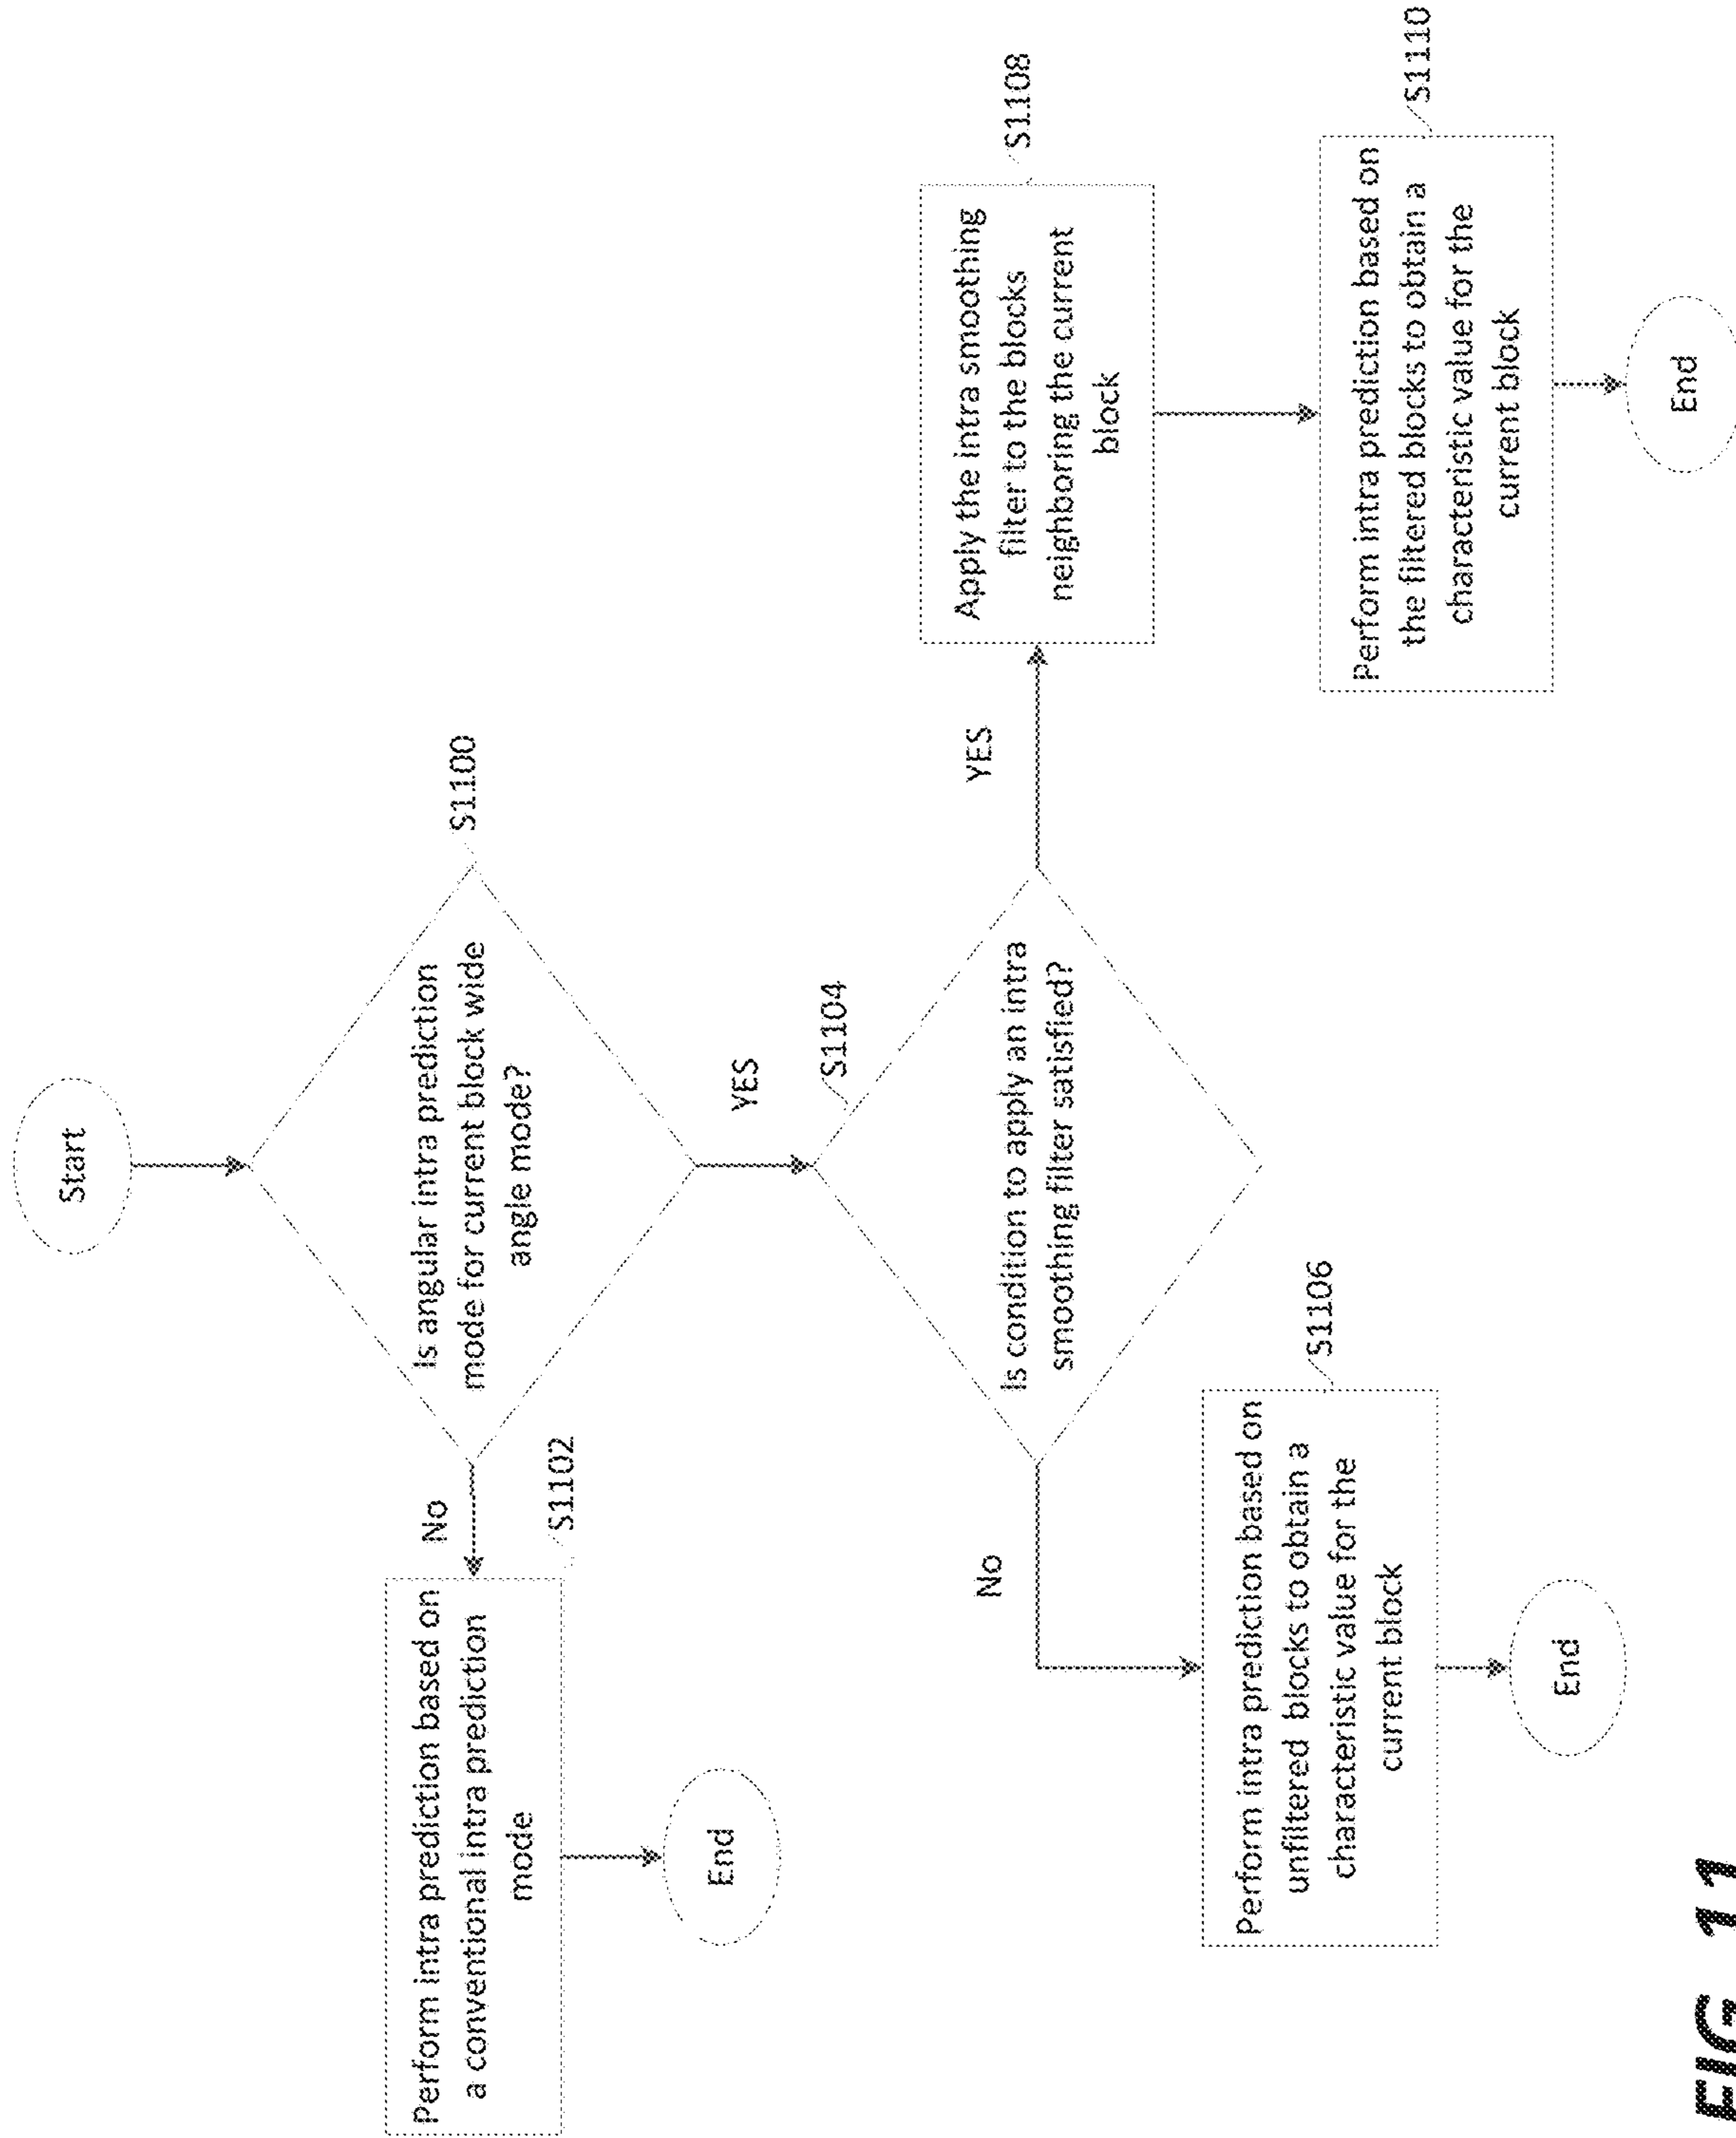 Start
Is angular intra prediction
mode for current block wide
angle mode?
S1100
No
Perform intra prediction based on
a conventional intra prediction
mode
S1102
End
YES
S1104
Is condition to apply an intra
smoothing filter satisfied?
No
Perform intra prediction based on
unfiltered blocks to obtain a
characteristic value for the
current block
S1106
End
YES
Apply the intra smoothing
filter to the blocks
neighboring the current
block
S1108
Perform intra prediction based on
the filtered blocks to obtain a
characteristic value for the
current block
S1110
End
FIG. 11